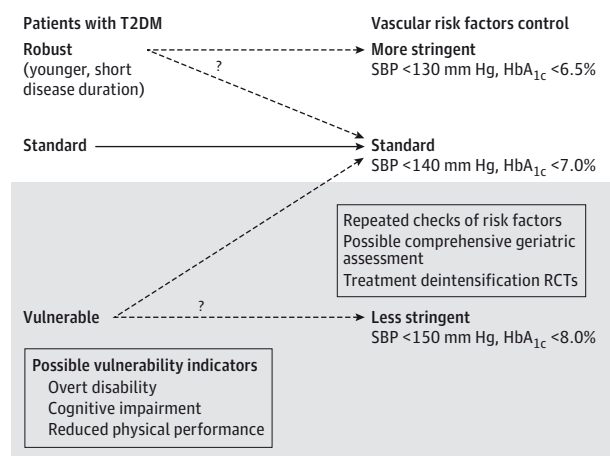 Patients with T2DM
Vascular risk factors control
Robust
(younger, short
disease duration)
?
More stringent
SBP <130 mm Hg, HbA1c <6.5%
Standard
Standard
SBP <140 mm Hg, HbA1c <7.0%
Repeated checks of risk factors
Possible comprehensive geriatric
assessment
Treatment deintensification RCTs
Vulnerable
?
Less stringent
SBP <150 mm Hg, HbA1c <8.0%
Possible vulnerability indicators
Overt disability
Cognitive impairment
Reduced physical performance